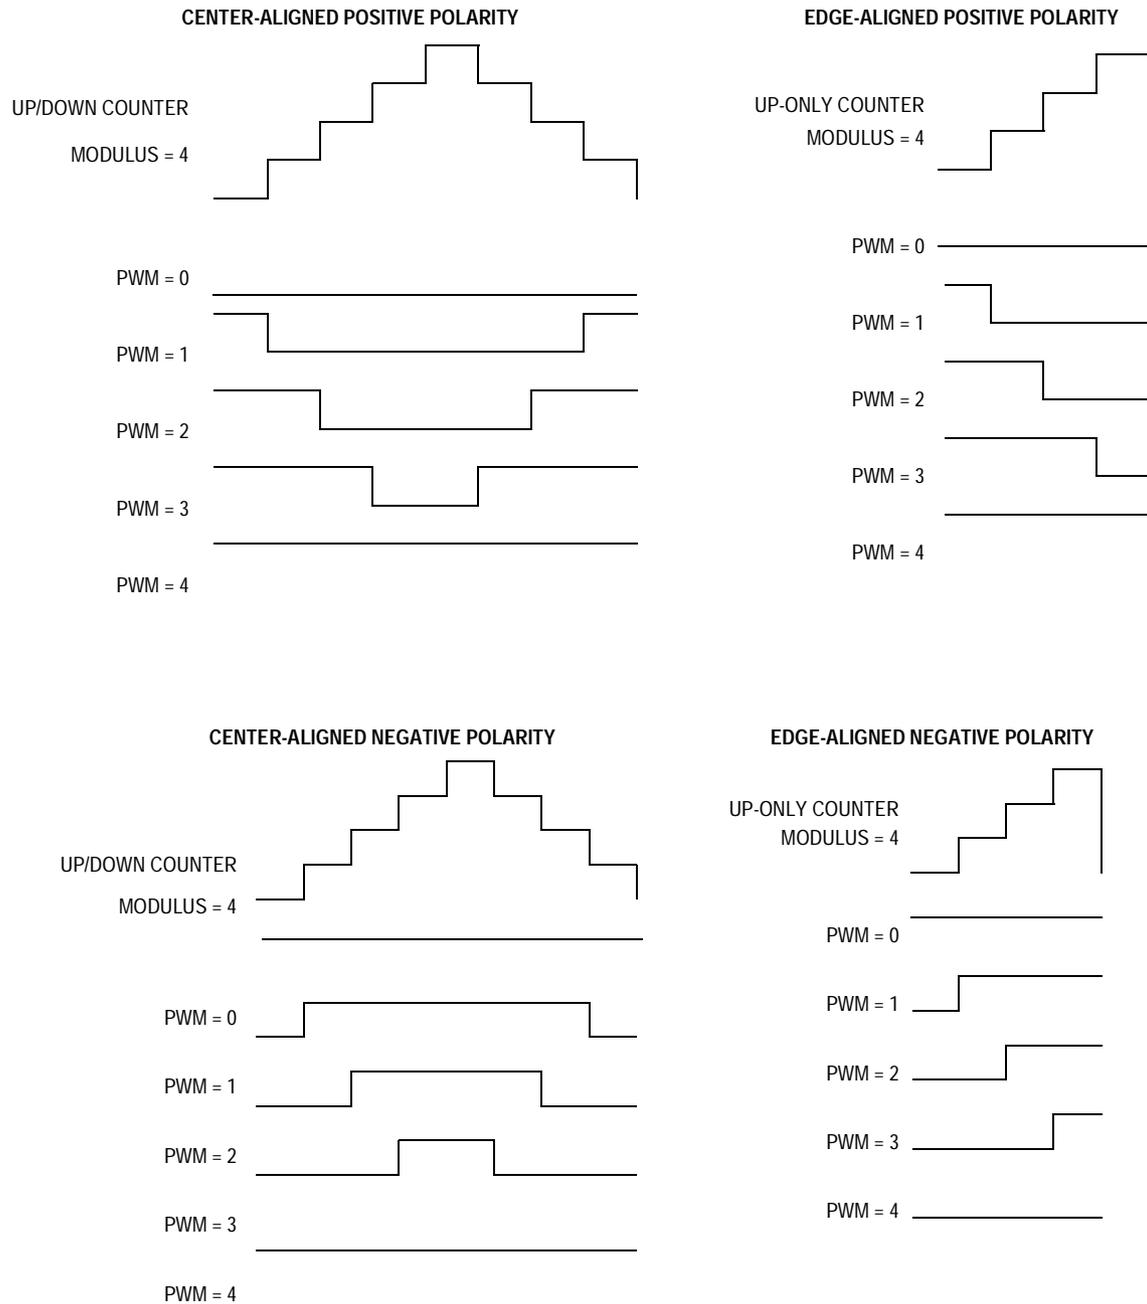 CENTER-ALIGNED POSITIVE POLARITY
UP/DOWN COUNTER
MODULUS = 4
PWM = 0
PWM = 1
PWM = 2
PWM = 3
PWM = 4
EDGE-ALIGNED POSITIVE POLARITY
UP-ONLY COUNTER
MODULUS = 4
PWM = 0
PWM = 1
PWM = 2
PWM = 3
PWM = 4
CENTER-ALIGNED NEGATIVE POLARITY
UP/DOWN COUNTER
MODULUS = 4
PWM = 0
PWM = 1
PWM = 2
PWM = 3
PWM = 4
EDGE-ALIGNED NEGATIVE POLARITY
UP-ONLY COUNTER
MODULUS = 4
PWM = 0
PWM = 1
PWM = 2
PWM = 3
PWM = 4